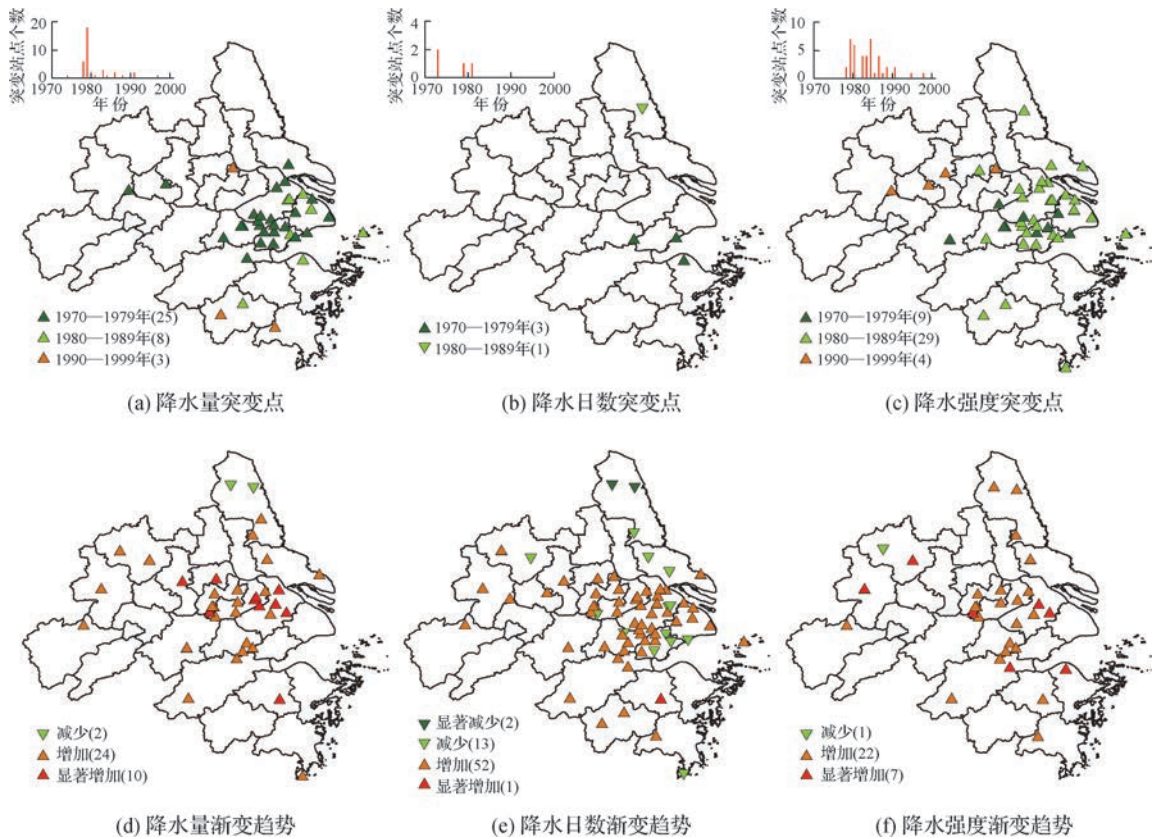 突变站点个数
20
10
0
1970 1980 1990 2000
年份
1970—1979年(25)
1980—1989年(8)
1990—1999年(3)
(a) 降水量突变点
突变站点个数
4
2
0
1970 1980 1990 2000
年份
1970—1979年(3)
1980—1989年(1)
(b) 降水日数突变点
突变站点个数
10
5
0
1970 1980 1990 2000
年份
1970—1979年(9)
1980—1989年(29)
1990—1999年(4)
(c) 降水强度突变点
减少(2)
增加(24)
显著增加(10)
(d) 降水量渐变趋势
显著减少(2)
减少(13)
增加(52)
显著增加(1)
(e) 降水日数渐变趋势
减少(1)
增加(22)
显著增加(7)
(f) 降水强度渐变趋势